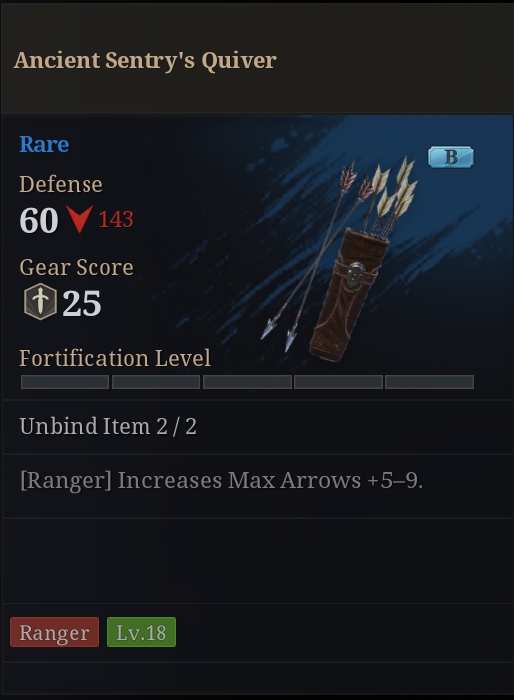 Ancient Sentry's Quiver
Rare
B
Defense
60 143
Gear Score
25
Fortification Level
Unbind Item 2 / 2
[Ranger] Increases Max Arrows +5–9.
Ranger Lv.18